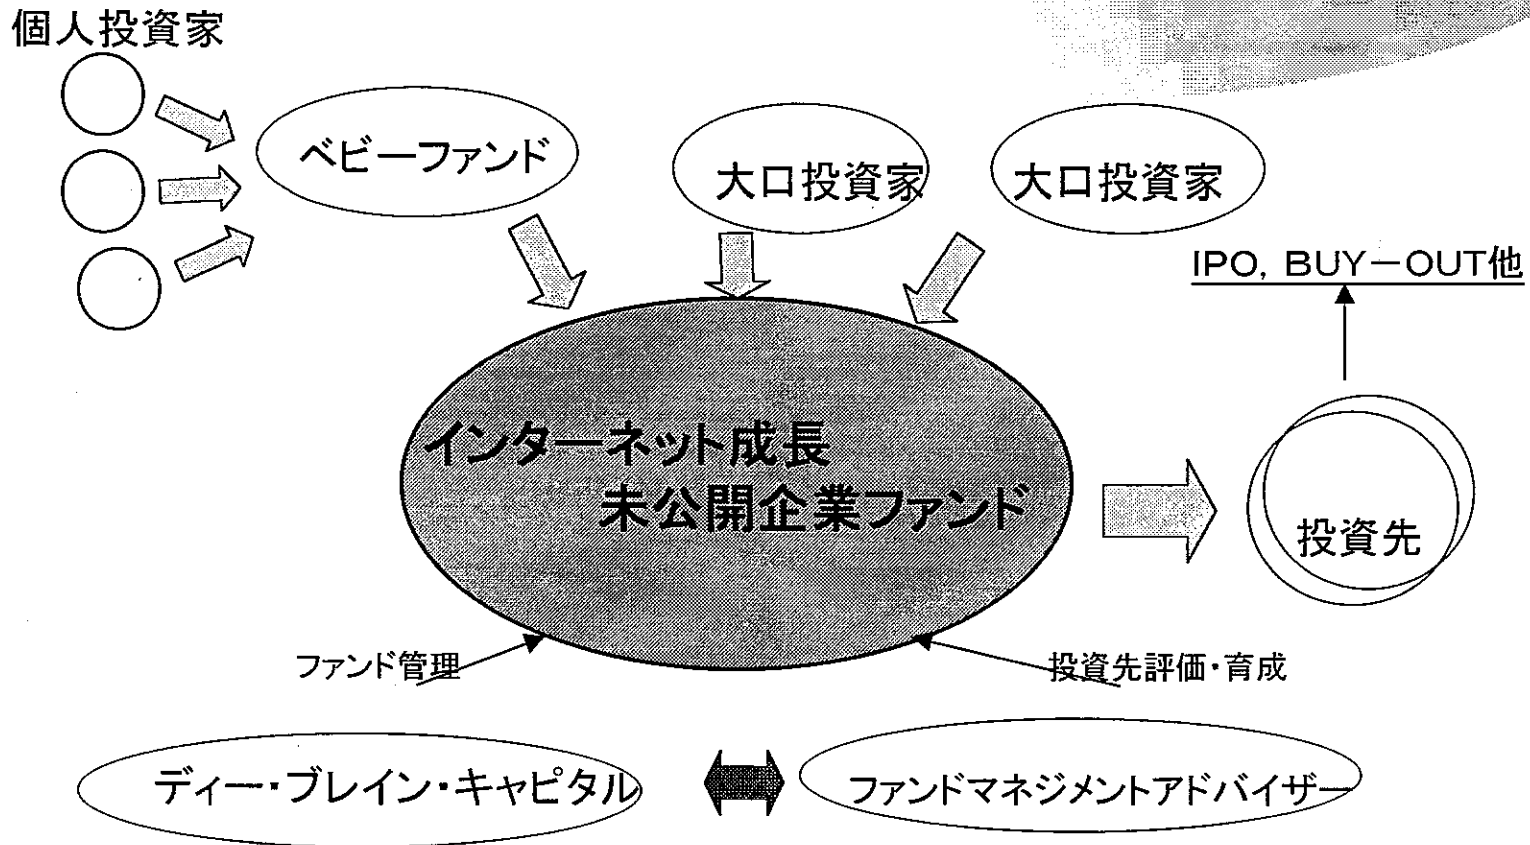 個人投資家
ベビーファンド
大口投資家
大口投資家
IPO, BUY－OUT他
インターネット成長
未公開企業ファンド
投資先
ファンド管理
投資先評価・育成
ディー・ブレイン・キャピタル
ファンドマネジメントアドバイザー